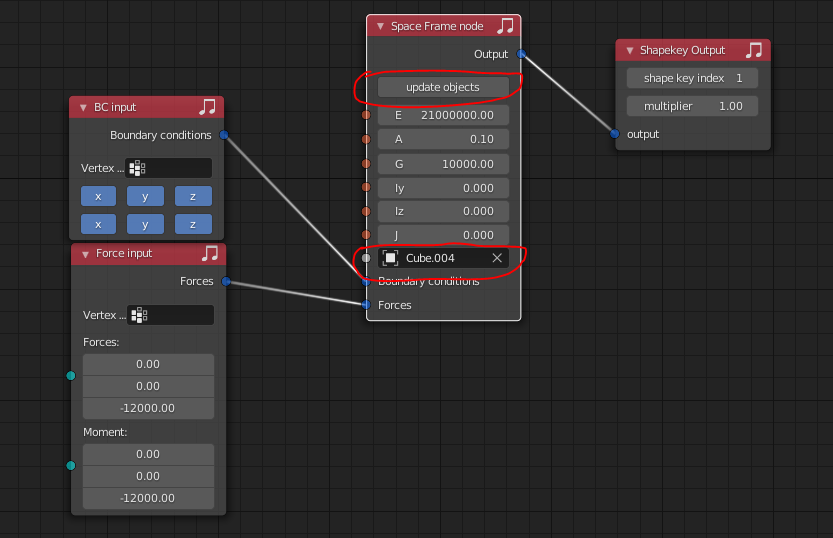 BC input
Boundary conditions
Vertex ...
x y z
x y z
Force input
Forces
Vertex ...
Forces:
0.00
0.00
-12000.00
Moment:
0.00
0.00
-12000.00
Space Frame node
Output
update objects
E 21000000.00
A 0.10
G 10000.00
Iy 0.000
Iz 0.000
J 0.000
Cube.004
Boundary conditions
Forces
Shapekey Output
shape key index 1
multiplier 1.00
output